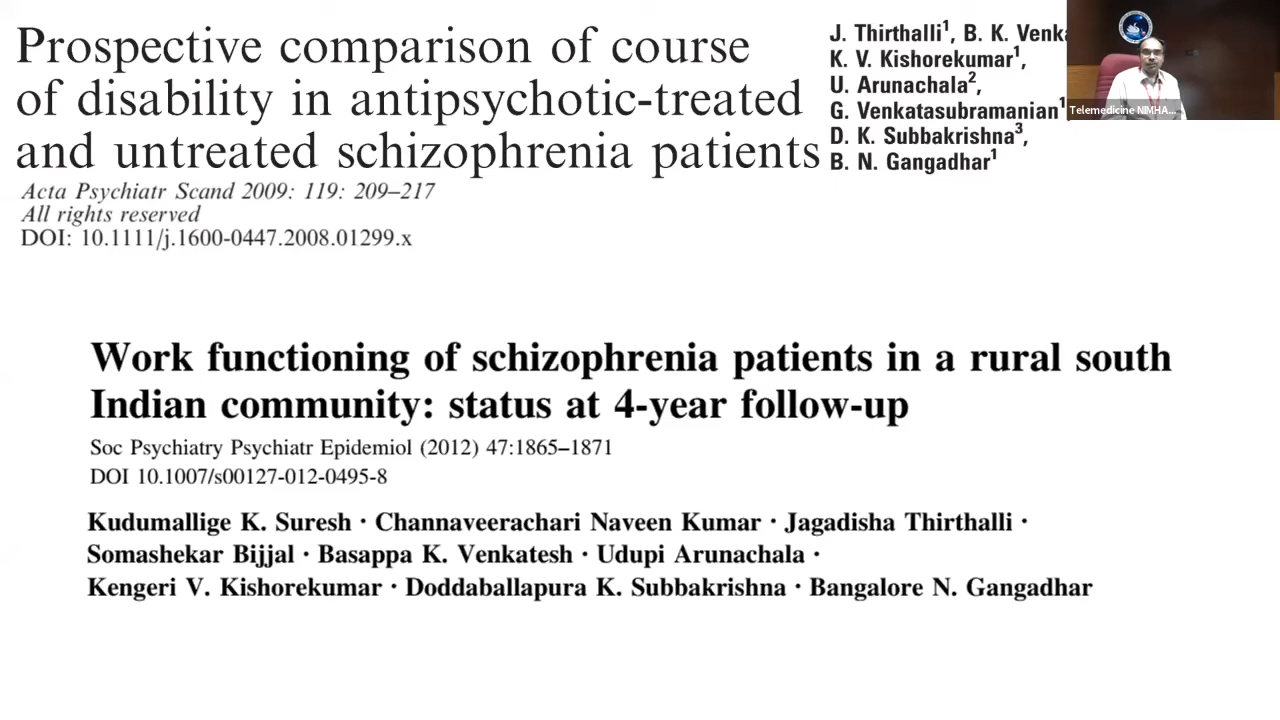 Prospective comparison of course
of disability in antipsychotic-treated
and untreated schizophrenia patients
Acta Psychiatr Scand 2009: 119: 209–217
All rights reserved
DOI: 10.1111/j.1600-0447.2008.01299.x
J. Thirthalli¹, B. K.
K. V. Kishorekumar¹,
U. Arunachala²,
G. Venkatasubramanian¹
D. K. Subbakrishna³,
B. N. Gangadhar¹
Telemedicine NIMHA...
Work functioning of schizophrenia patients in a rural south
Indian community: status at 4-year follow-up
Soc Psychiatry Psychiatr Epidemiol (2012) 47:1865–1871
DOI 10.1007/s00127-012-0495-8
Kudumallige K. Suresh · Channaveerachari Naveen Kumar · Jagadisha Thirthalli ·
Somashekar Bijjal · Basappa K. Venkatesh · Udupi Arunachala ·
Kengeri V. Kishorekumar · Doddaballapura K. Subbakrishna · Bangalore N. Gangadhar